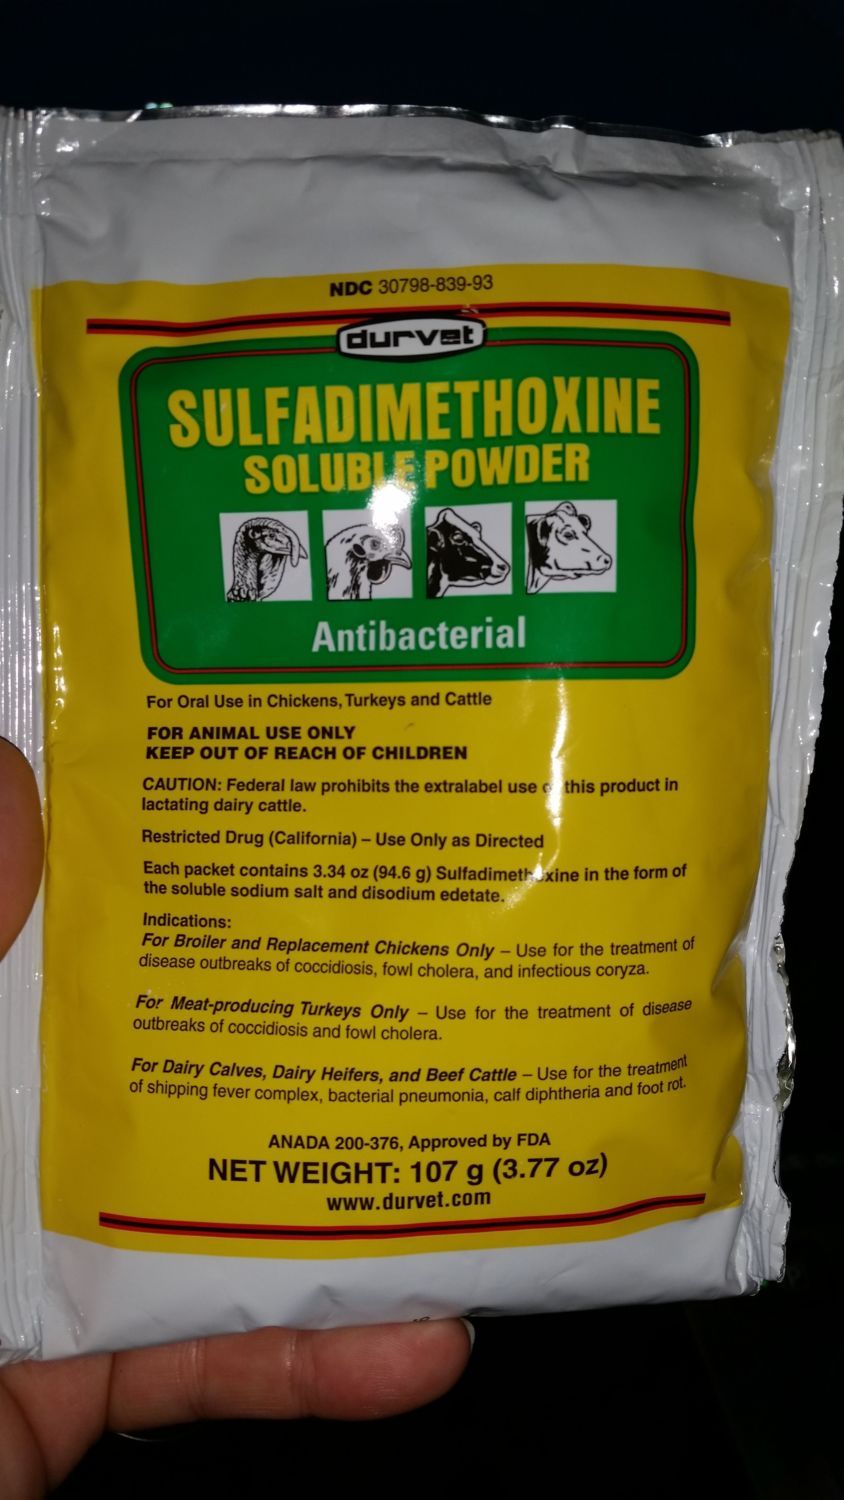 NDC 30798-839-93
durvet
SULFADIMETHOXINE
SOLUBLE POWDER
Antibacterial
For Oral Use in Chickens, Turkeys and Cattle
FOR ANIMAL USE ONLY
KEEP OUT OF REACH OF CHILDREN
CAUTION: Federal law prohibits the extralabel use of this product in
lactating dairy cattle.
Restricted Drug (California) – Use Only as Directed
Each packet contains 3.34 oz (94.6 g) Sulfadimethoxine in the form of
the soluble sodium salt and disodium edetate.
Indications:
For Broiler and Replacement Chickens Only – Use for the treatment of
disease outbreaks of coccidiosis, fowl cholera, and infectious coryza.
For Meat-producing Turkeys Only – Use for the treatment of disease
outbreaks of coccidiosis and fowl cholera.
For Dairy Calves, Dairy Heifers, and Beef Cattle – Use for the treatment
of shipping fever complex, bacterial pneumonia, calf diphtheria and foot rot.
ANADA 200-376, Approved by FDA
NET WEIGHT: 107 g (3.77 oz)
www.durvet.com